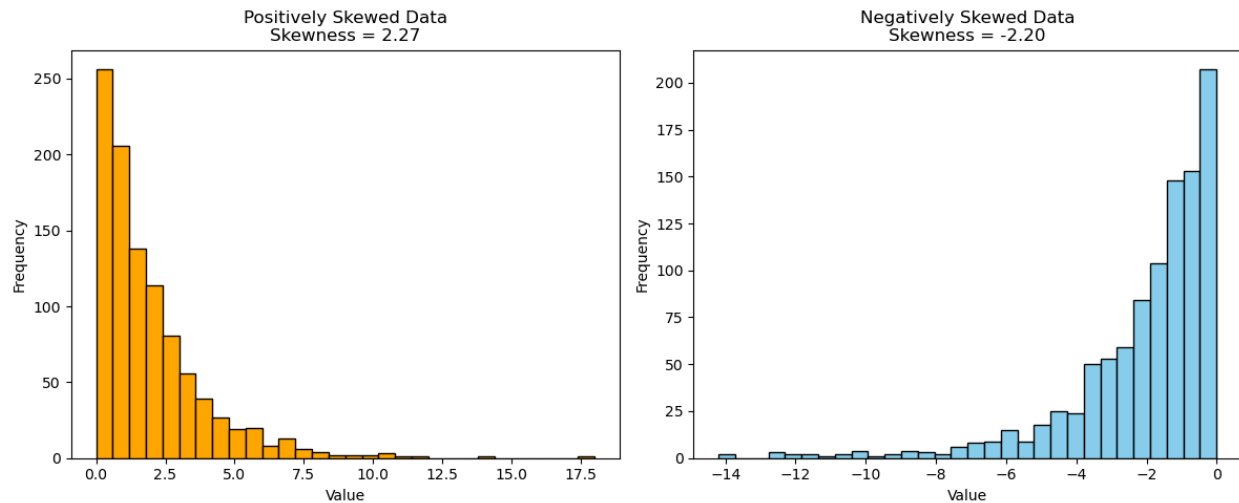 Positively Skewed Data
Skewness = 2.27
250
200
150
100
50
0
Frequency
0.0 2.5 5.0 7.5 10.0 12.5 15.0 17.5
Value
Negatively Skewed Data
Skewness = -2.20
200
175
150
125
100
75
50
25
0
Frequency
−14 −12 −10 −8 −6 −4 −2 0
Value